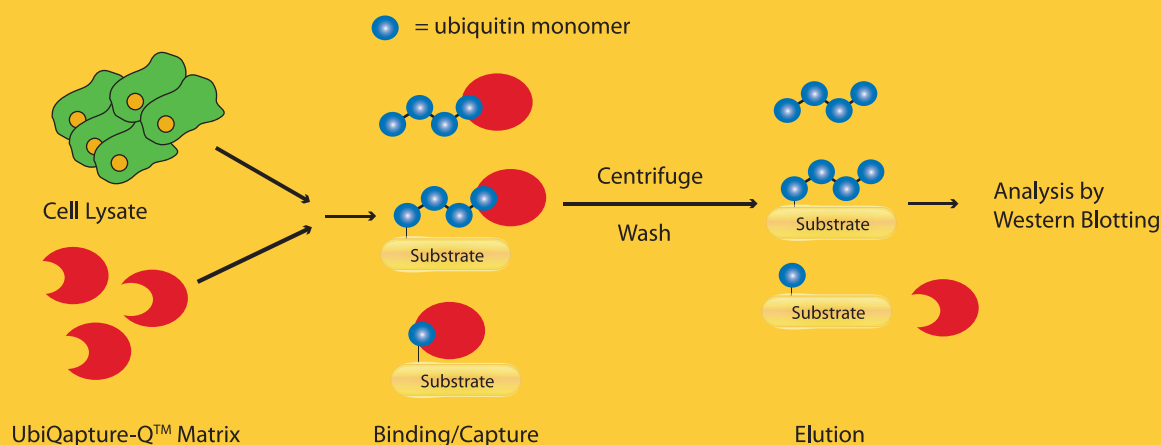 = ubiquitin monomer
Cell Lysate
UbiQapture-Q™ Matrix
Substrate
Substrate
Binding/Capture
Centrifuge
Wash
Substrate
Substrate
Elution
Analysis by
Western Blotting